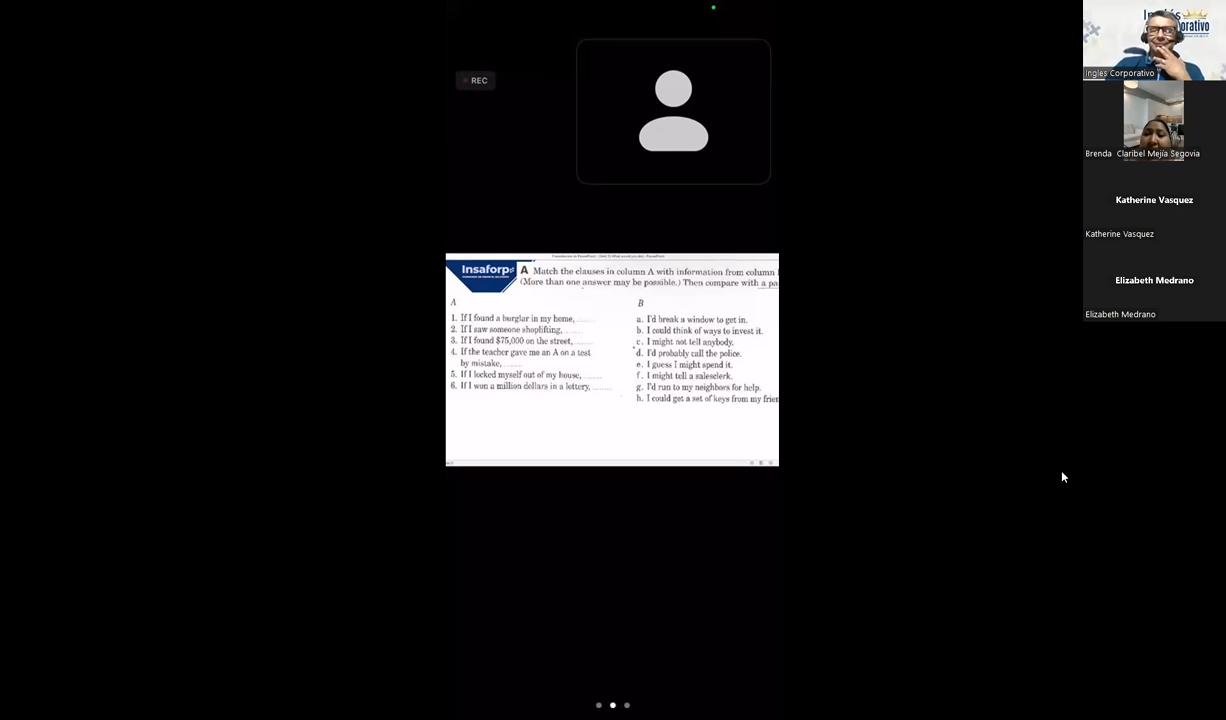 REC
Insaforp
A Match the clauses in column A with information from column
(More than one answer may be possible.) Then compare with a pa
A
1. If I found a burglar in my home, ........
2. If I saw someone shoplifting, ........
3. If I found $75,000 on the street, ........
4. If the teacher gave me an A on a test
by mistake, ........
5. If I locked myself out of my house, ........
6. If I won a million dollars in a lottery, ........
B
a. I'd break a window to get in.
b. I could think of ways to invest it.
c. I might not tell anybody.
d. I'd probably call the police.
e. I guess I might spend it.
f. I might tell a salesclerk.
g. I'd run to my neighbors for help.
h. I could get a set of keys from my frien
Inglés
orativo
Ingles Corporativo
Brenda Claribel Mejía Segovia
Katherine Vasquez
Katherine Vasquez
Elizabeth Medrano
Elizabeth Medrano